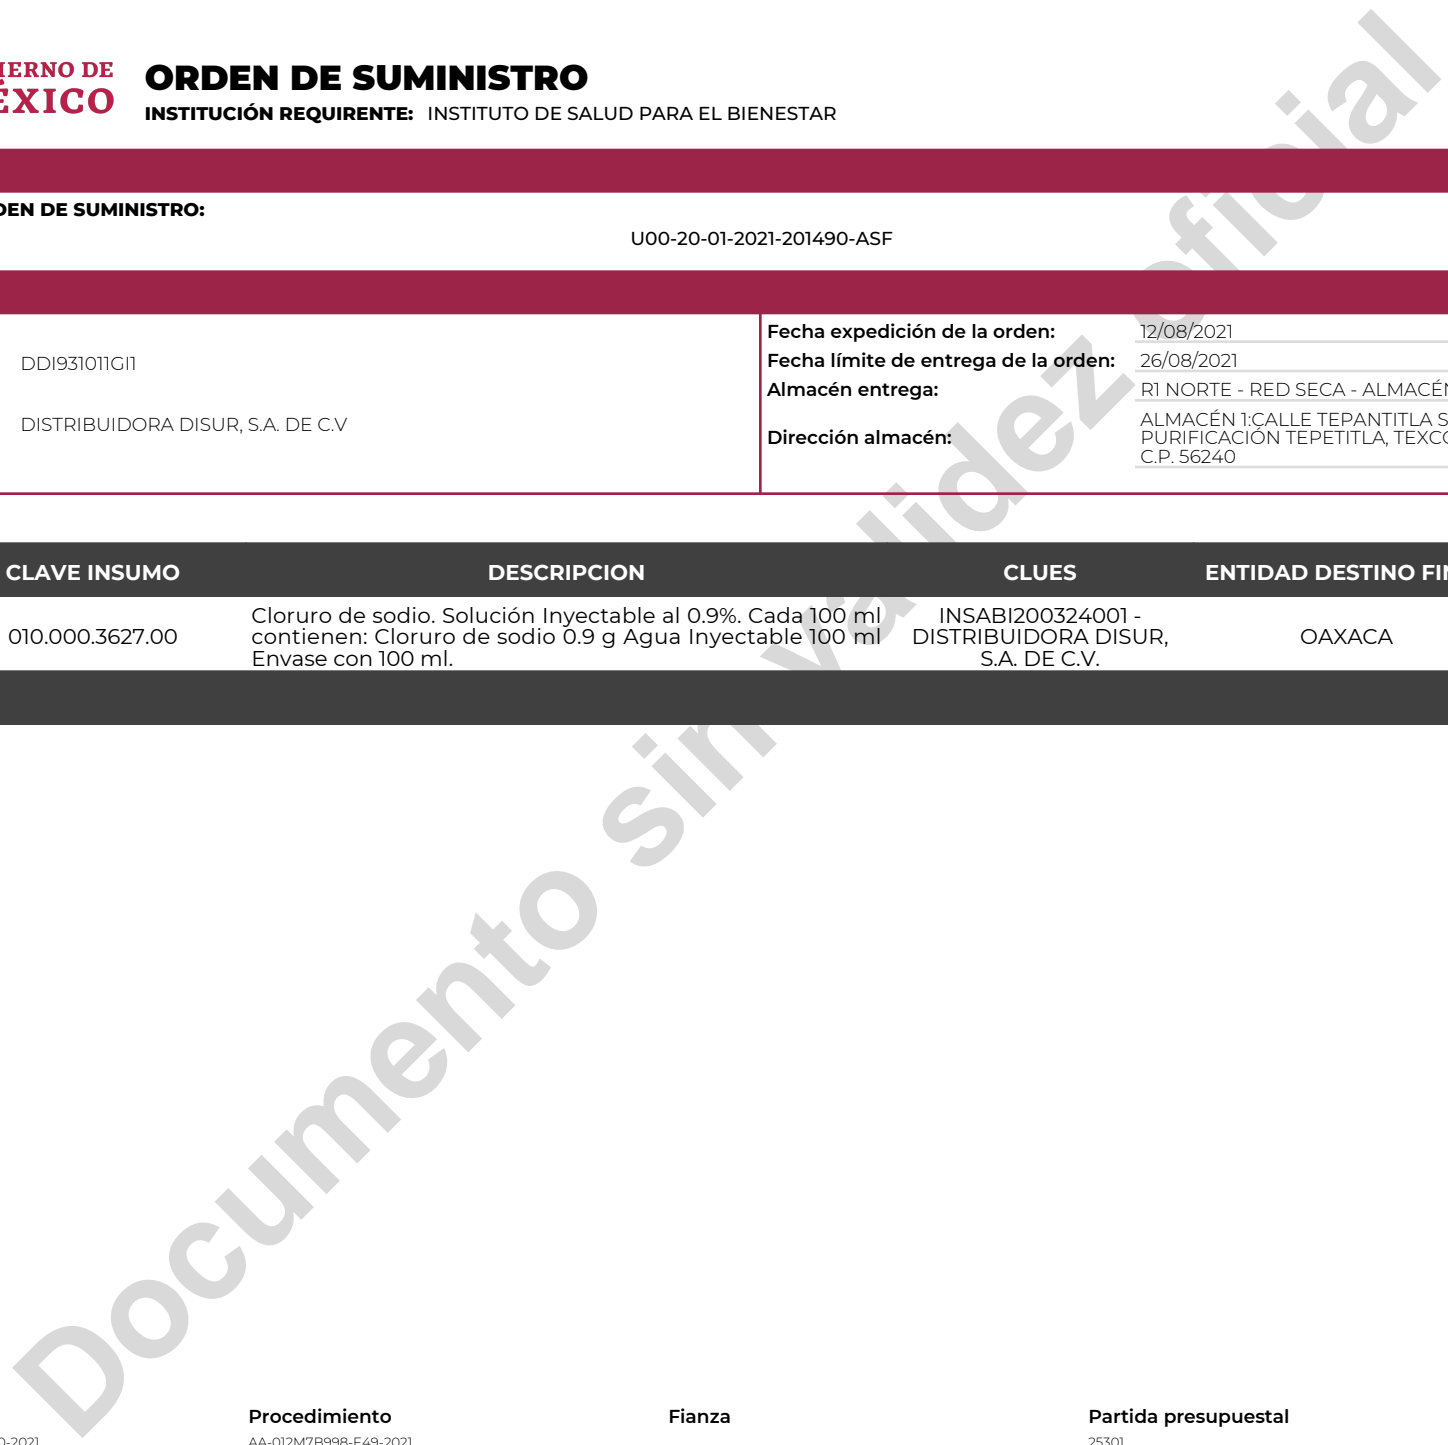 IERNO DE
ÉXICO
ORDEN DE SUMINISTRO
INSTITUCIÓN REQUIRENTE: INSTITUTO DE SALUD PARA EL BIENESTAR
DEN DE SUMINISTRO:
U00-20-01-2021-201490-ASF
DDI931011GI1
DISTRIBUIDORA DISUR, S.A. DE C.V
Fecha expedición de la orden: 12/08/2021
Fecha límite de entrega de la orden: 26/08/2021
Almacén entrega: R1 NORTE - RED SECA - ALMACÉN
Dirección almacén:
ALMACÉN 1:CALLE TEPANTITLA S
PURIFICACIÓN TEPETITLA, TEXCO
C.P. 56240
CLAVE INSUMO DESCRIPCION CLUES ENTIDAD DESTINO FIN
010.000.3627.00
Cloruro de sodio. Solución Inyectable al 0.9%. Cada 100 ml
contienen: Cloruro de sodio 0.9 g Agua Inyectable 100 ml
Envase con 100 ml.
INSABI200324001 -
DISTRIBUIDORA DISUR,
S.A. DE C.V.
OAXACA
Documento sin validez oficial
Procedimiento Fianza Partida presupuestal
0-2021 AA-012M7B998-E49-2021 25301